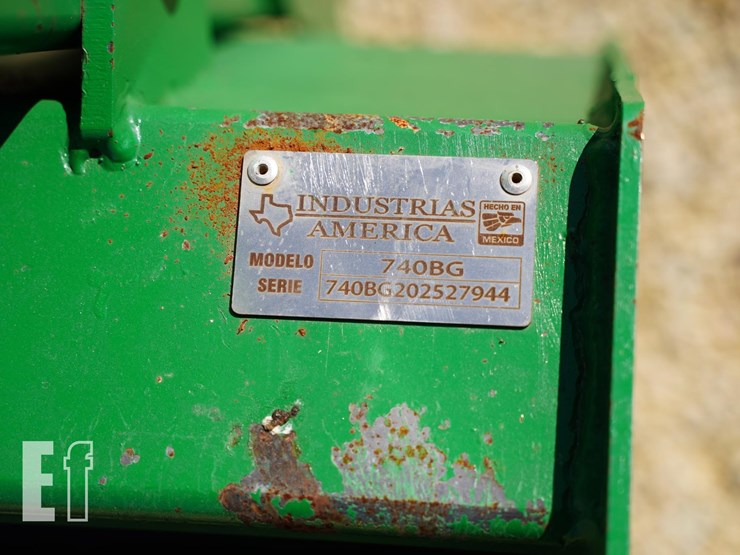 INDUSTRIAS
AMERICA
HECHO EN
MEXICO
MODELO 740BG
SERIE 740BG202527944
Ef